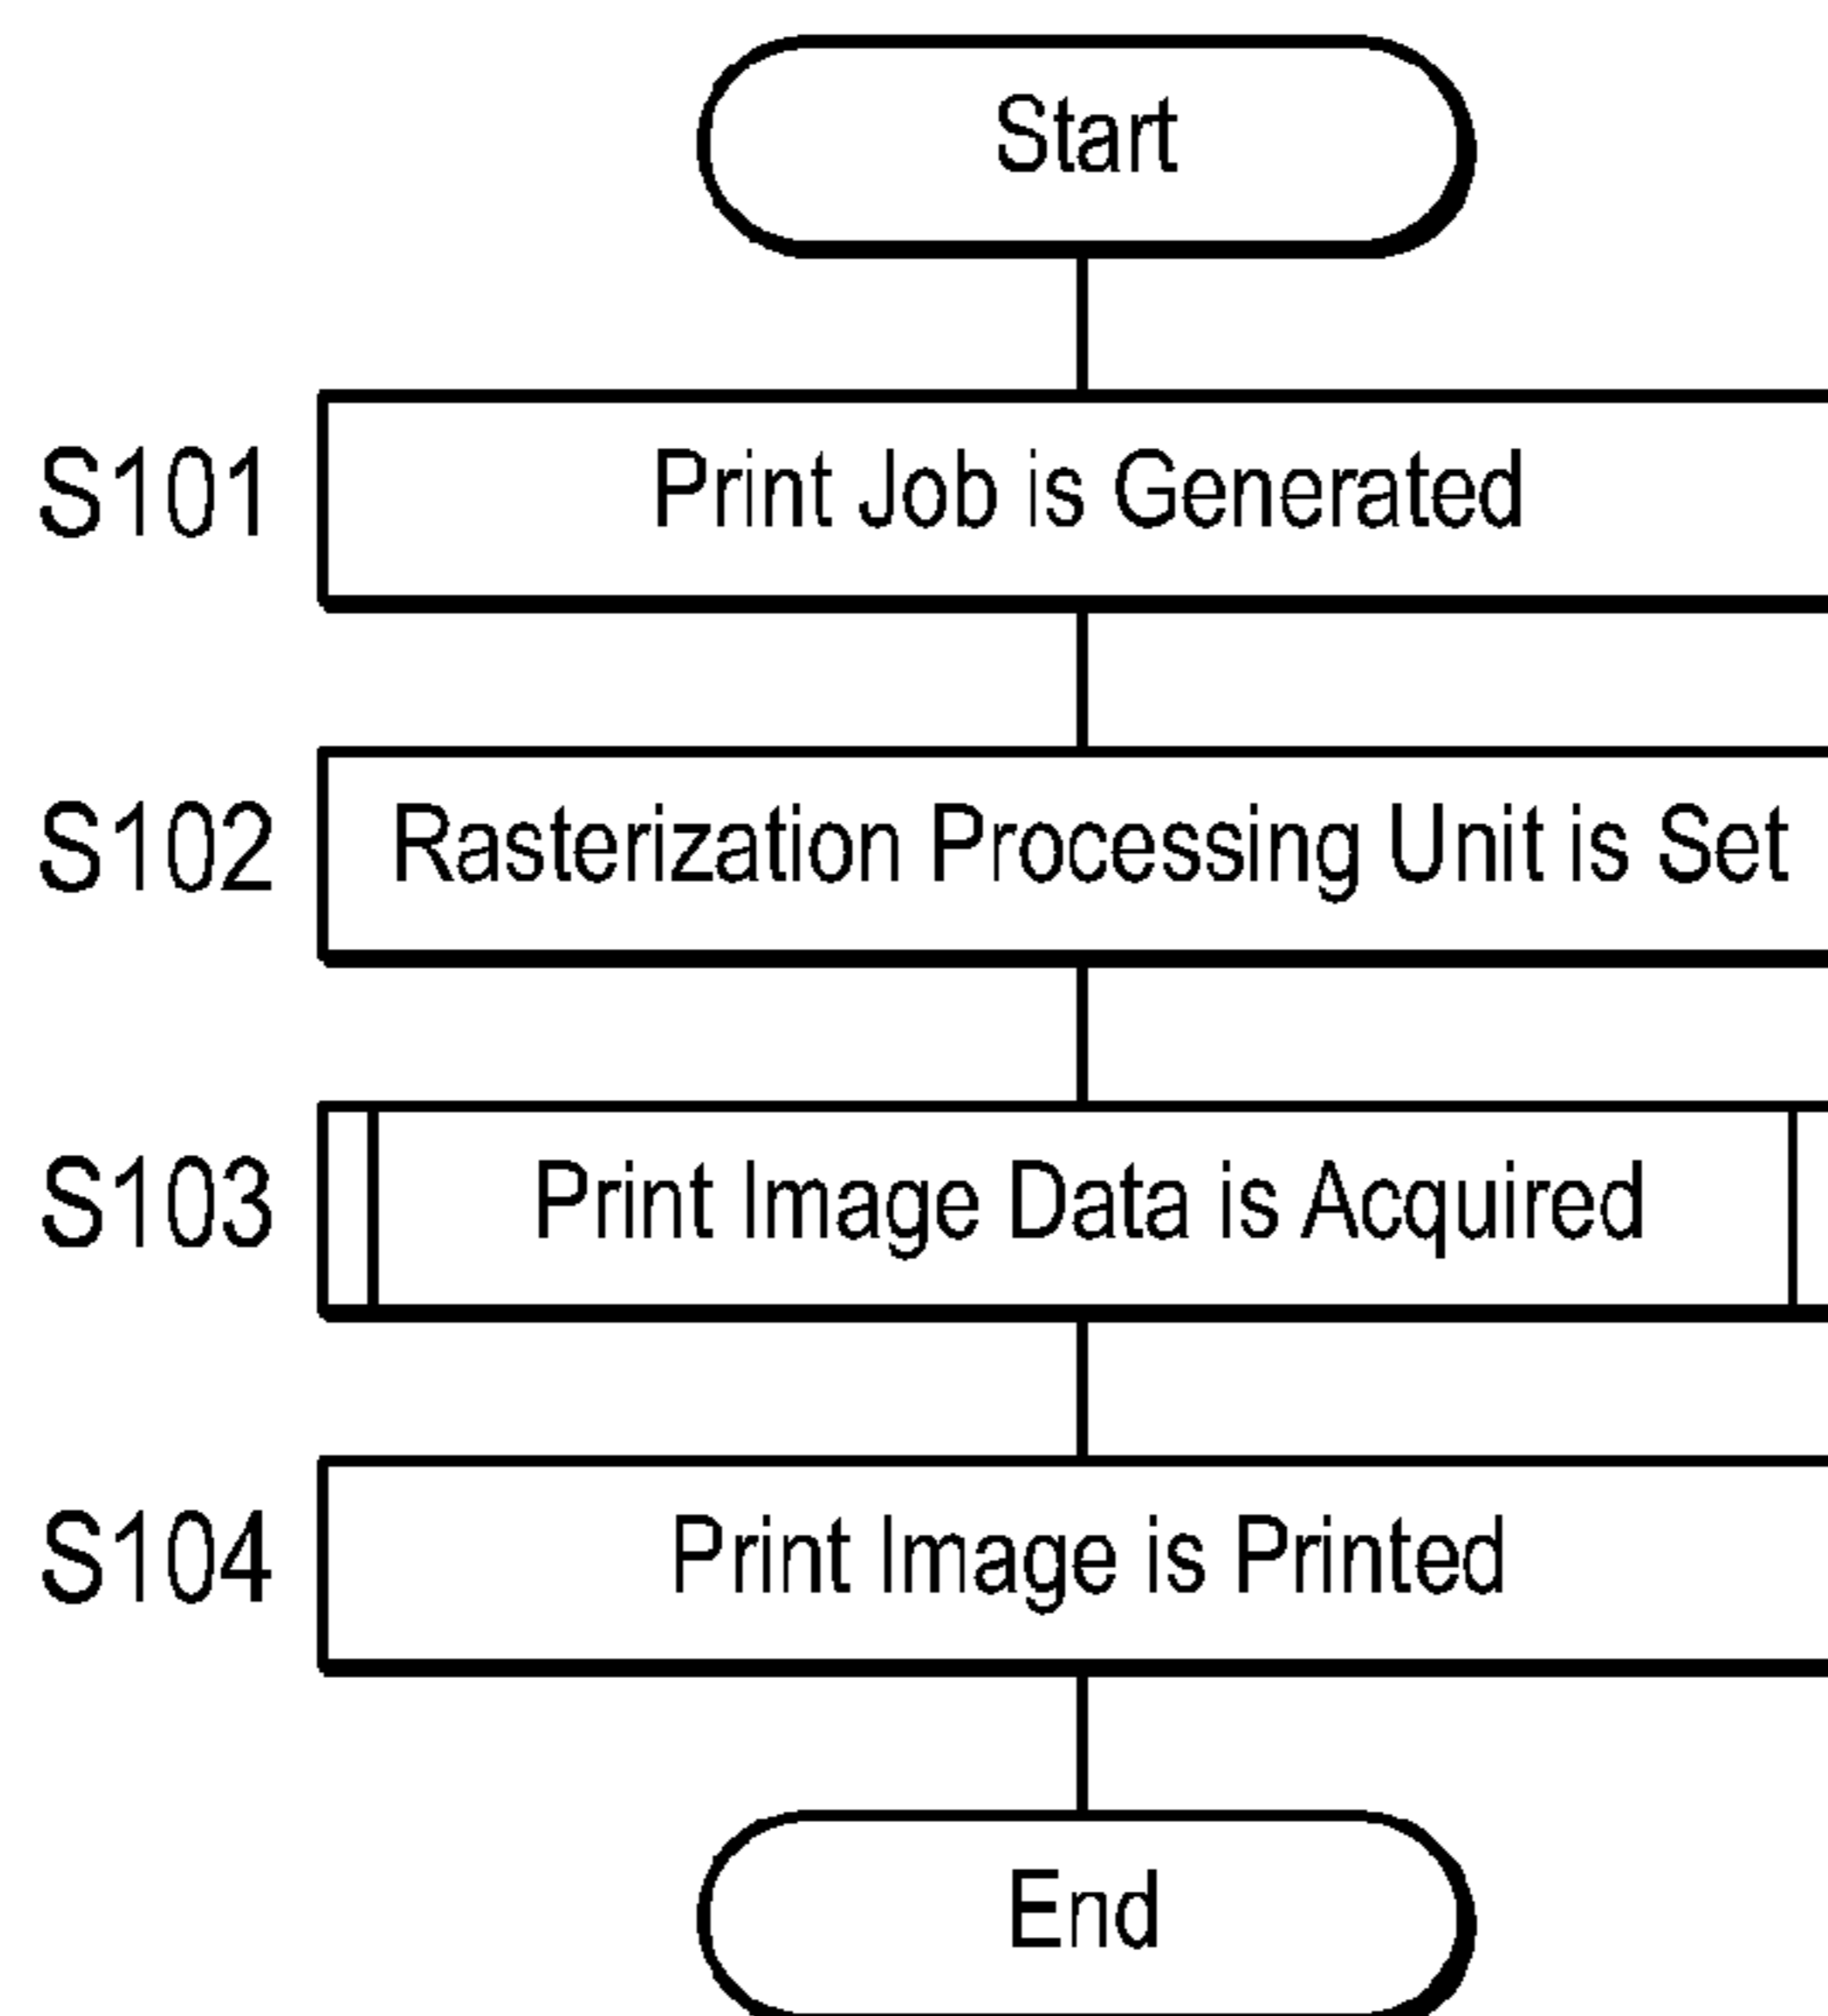 Start
S101 Print Job is Generated
S102 Rasterization Processing Unit is Set
S103 Print Image Data is Acquired
S104 Print Image is Printed
End